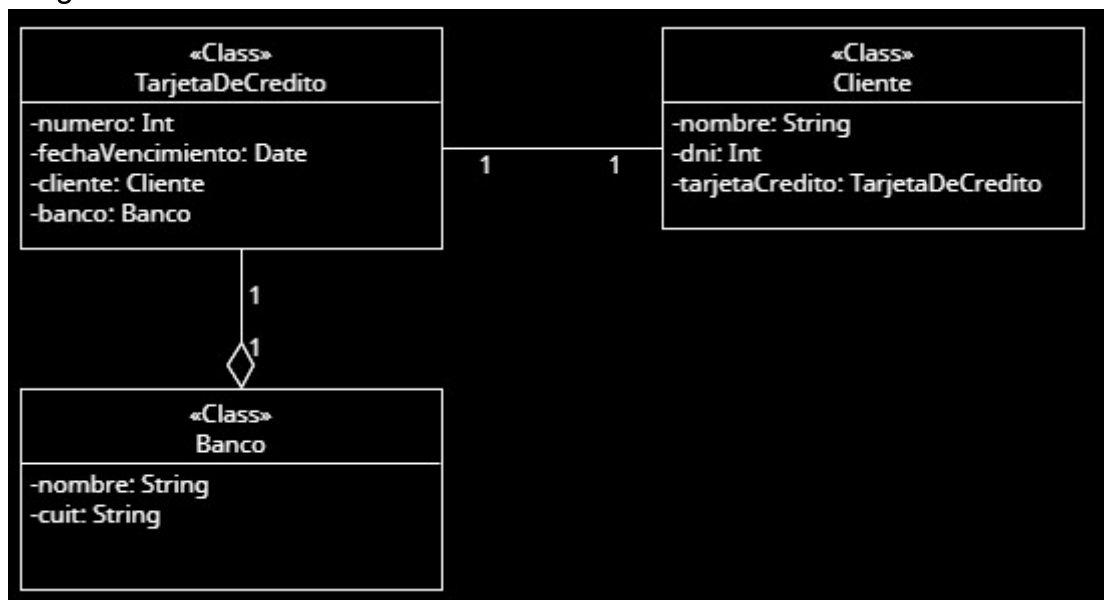 «Class»
TarjetaDeCredito
-numero: Int
-fechaVencimiento: Date
-cliente: Cliente
-banco: Banco
1
1
«Class»
Cliente
-nombre: String
-dni: Int
-tarjetaCredito: TarjetaDeCredito
1
1
«Class»
Banco
-nombre: String
-cuit: String